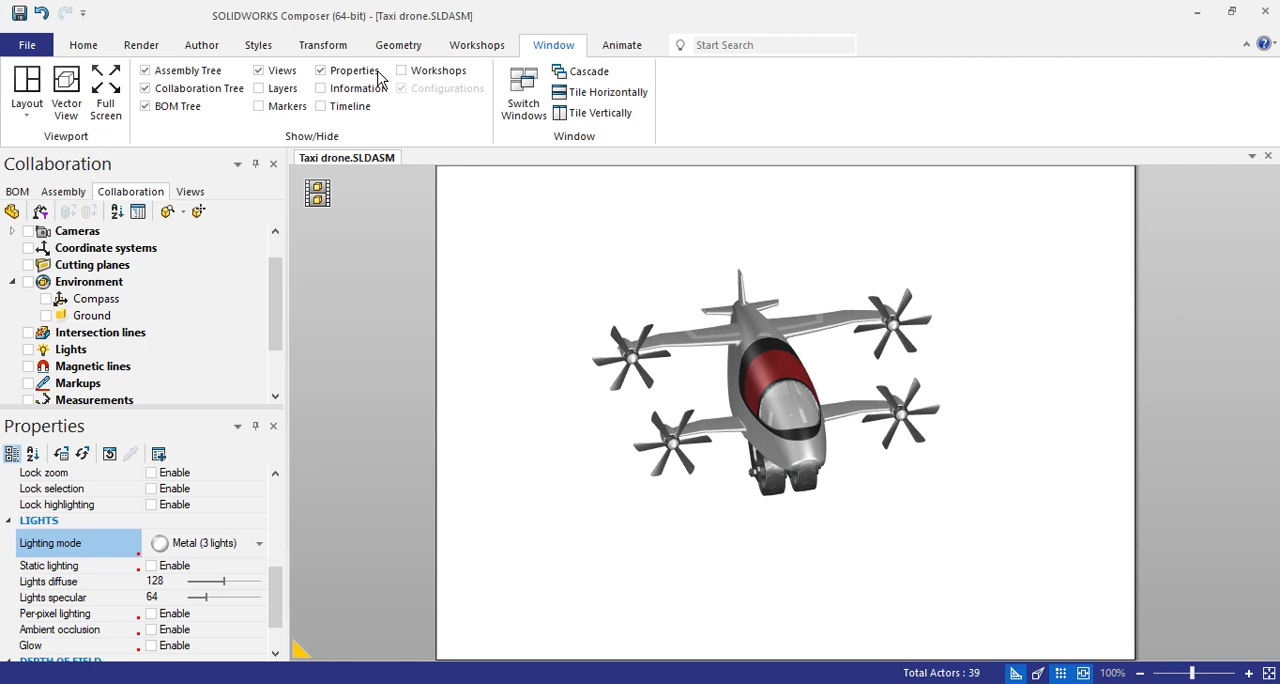 SOLIDWORKS Composer (64-bit) - [Taxi drone.SLDASM]
File Home Render Author Styles Transform Geometry Workshops Window Animate Start Search
Assembly Tree Views Properties Workshops Cascade
Collaboration Tree Layers Information Configurations Tile Horizontally
BOM Tree Markers Timeline Tile Vertically
Layout Vector View Full Screen Switch Windows
Viewport Show/Hide Window
Collaboration
Taxi drone.SLDASM
BOM Assembly Collaboration Views
Cameras
Coordinate systems
Cutting planes
Environment
Compass
Ground
Intersection lines
Lights
Magnetic lines
Markups
Measurements
Properties
Lock zoom Enable
Lock selection Enable
Lock highlighting Enable
LIGHTS
Lighting mode Metal (3 lights)
Static lighting Enable
Lights diffuse 128
Lights specular 64
Per-pixel lighting Enable
Ambient occlusion Enable
Glow Enable
DEPTH OF FIELD
Total Actors : 39 100%